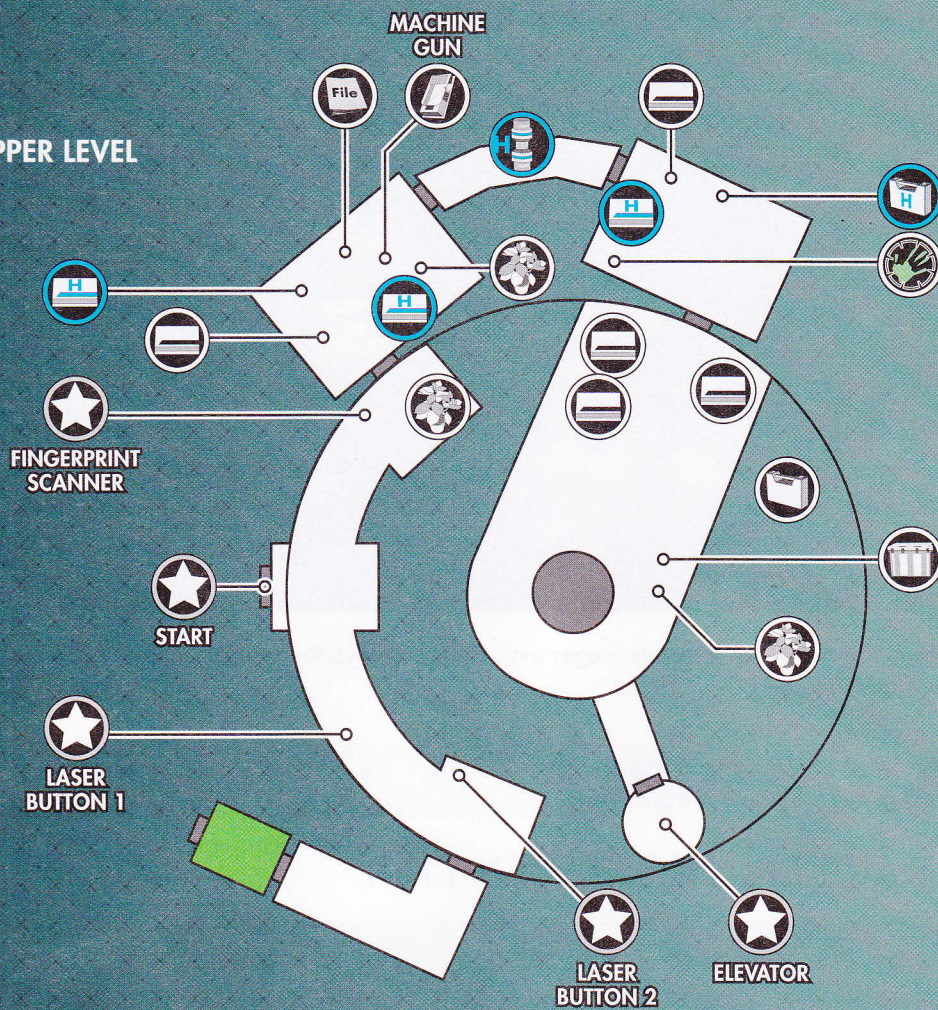 MACHINE
GUN
File
PPER LEVEL
H
H
H
H
H
FINGERPRINT
SCANNER
START
LASER
BUTTON 1
LASER
BUTTON 2
ELEVATOR